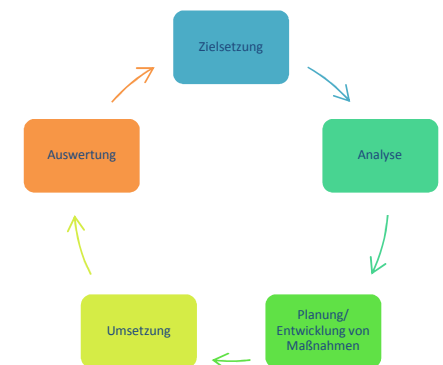 Zielsetzung
Analyse
Planung/
Entwicklung von
Maßnahmen
Umsetzung
Auswertung